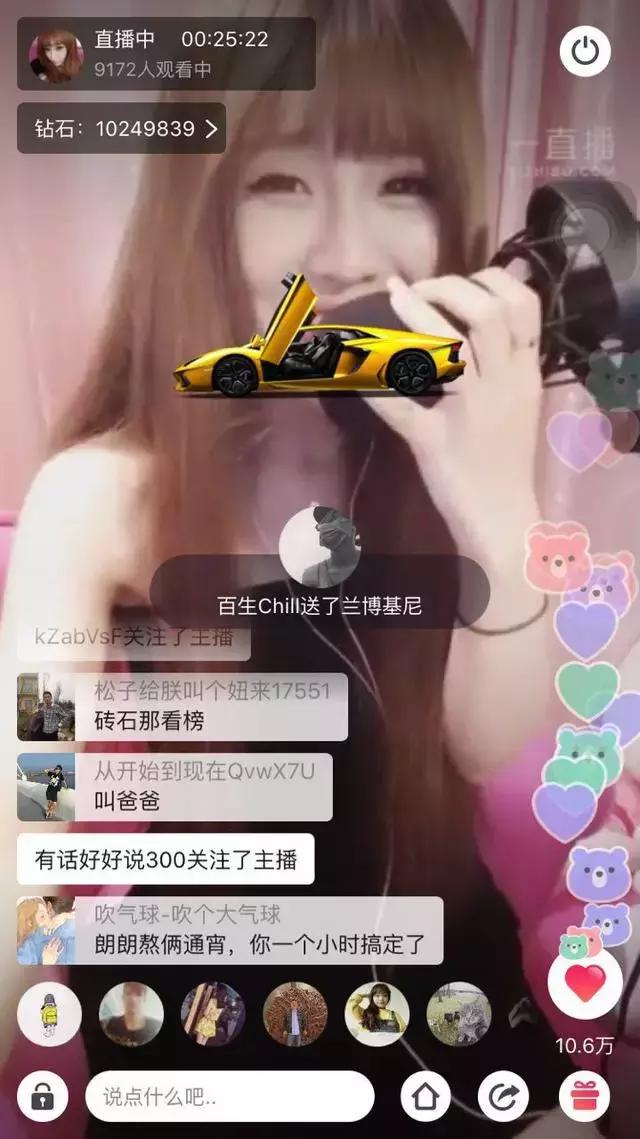 直播中 00:25:22
9172人观看中
钻石：10249839
一直播
YIZHIBO.COM
百生Chill送了兰博基尼
kZabVsF关注了主播
松子给朕叫个妞来17551
砖石那看榜
从开始到现在QvwX7U
叫爸爸
有话好好说300关注了主播
吹气球-吹个大气球
朗朗熬俩通宵，你一个小时搞定了
10.6万
说点什么吧..